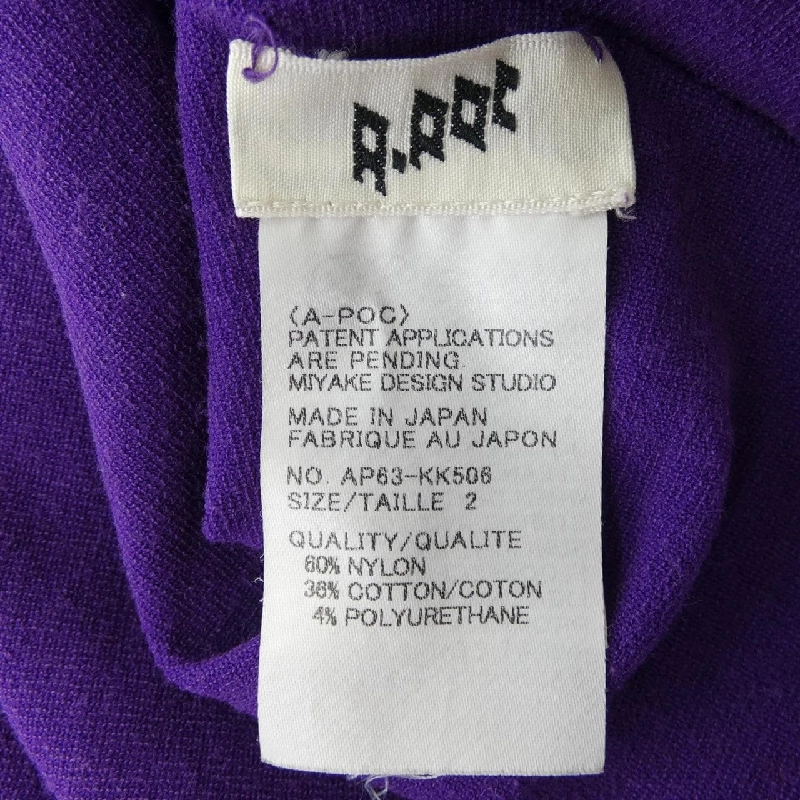 A.POC
(A-POC)
PATENT APPLICATIONS
ARE PENDING.
MIYAKE DESIGN STUDIO
MADE IN JAPAN
FABRIQUE AU JAPON
NO. AP63-KK506
SIZE/TAILLE 2
QUALITY/QUALITE
60% NYLON
36% COTTON/COTON
4% POLYURETHANE